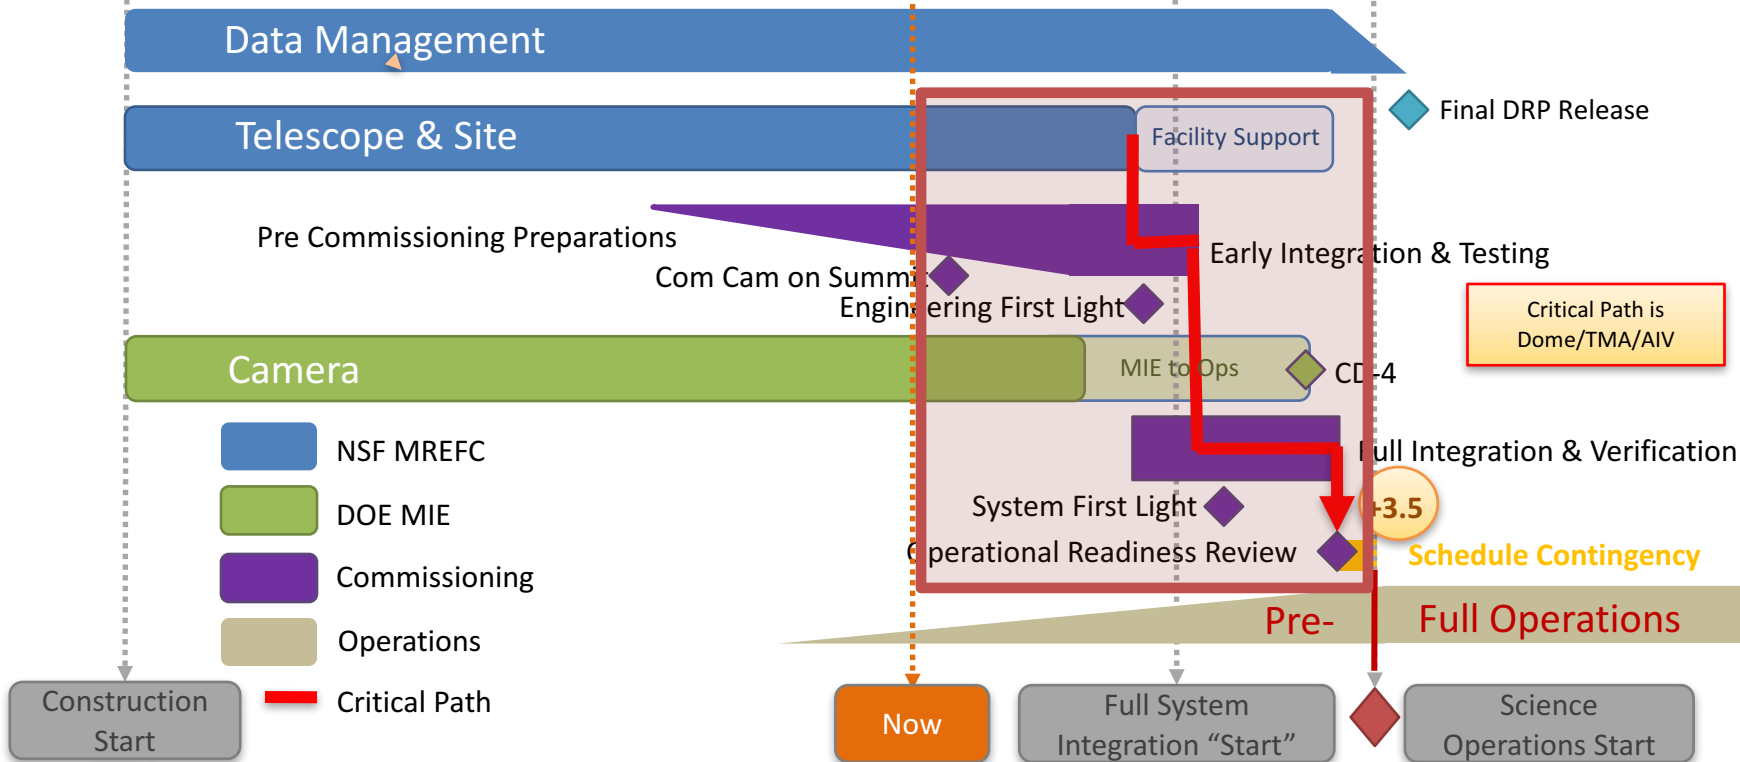 Data Management
Final DRP Release
Telescope & Site
Facility Support
Pre Commissioning Preparations
Early Integration & Testing
Com Cam on Summit
Engineering First Light
Critical Path is
Dome/TMA/AIV
Camera
MIE to Ops
CD-4
NSF MREFC
Full Integration & Verification
DOE MIE
System First Light
+3.5
Operational Readiness Review
Schedule Contingency
Commissioning
Operations
Pre-
Full Operations
Critical Path
Construction
Start
Now
Full System
Integration “Start”
Science
Operations Start